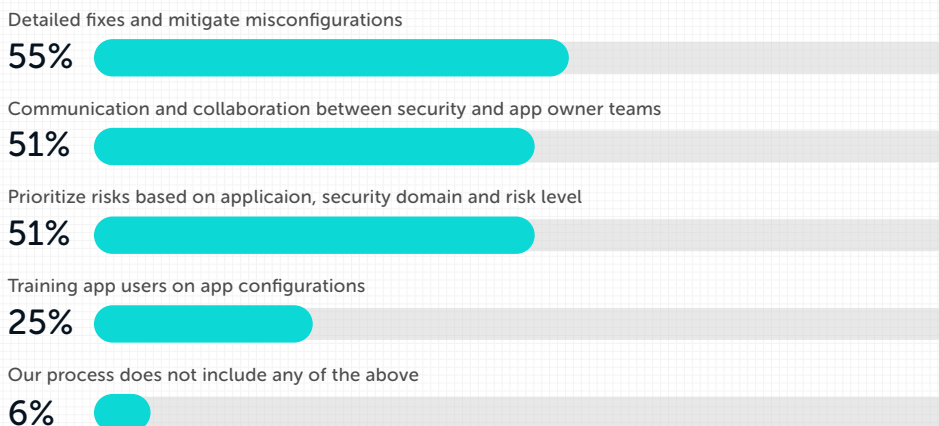 Detailed fixes and mitigate misconfigurations
55%
Communication and collaboration between security and app owner teams
51%
Prioritize risks based on applicaion, security domain and risk level
51%
Training app users on app configurations
25%
Our process does not include any of the above
6%